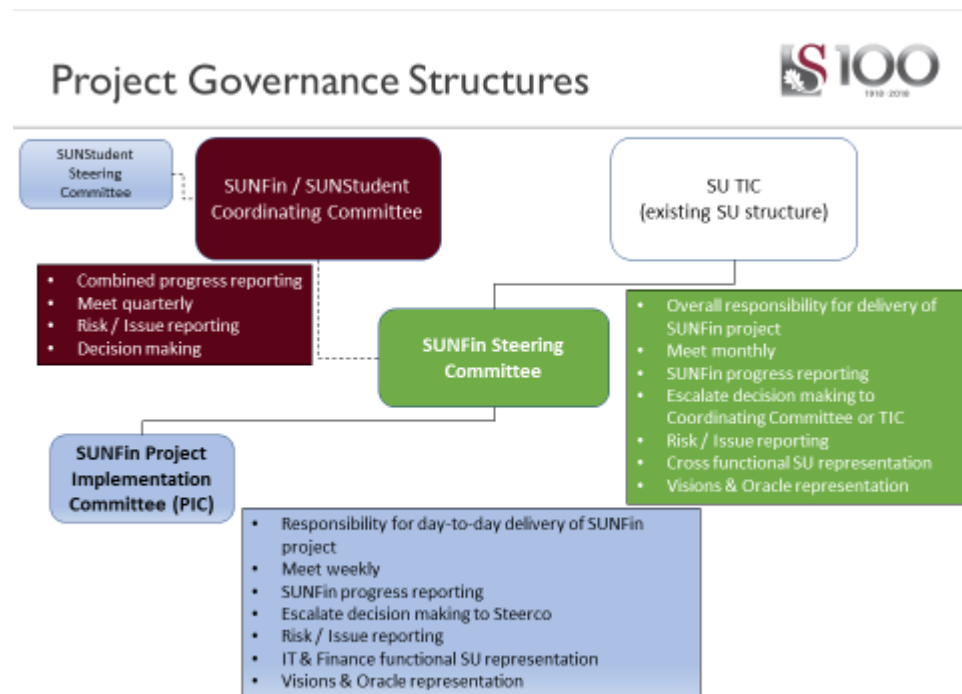 Project Governance Structures
S100
1918-2018
SUNStudent
Steering
Committee
SUNFin / SUNStudent
Coordinating Committee
SU TIC
(existing SU structure)
• Combined progress reporting
• Meet quarterly
• Risk / Issue reporting
• Decision making
SUNFin Steering
Committee
• Overall responsibility for delivery of
SUNFin project
• Meet monthly
• SUNFin progress reporting
• Escalate decision making to
Coordinating Committee or TIC
• Risk / Issue reporting
• Cross functional SU representation
• Visions & Oracle representation
SUNFin Project
Implementation
Committee (PIC)
• Responsibility for day-to-day delivery of SUNFin
project
• Meet weekly
• SUNFin progress reporting
• Escalate decision making to Steerco
• Risk / Issue reporting
• IT & Finance functional SU representation
• Visions & Oracle representation